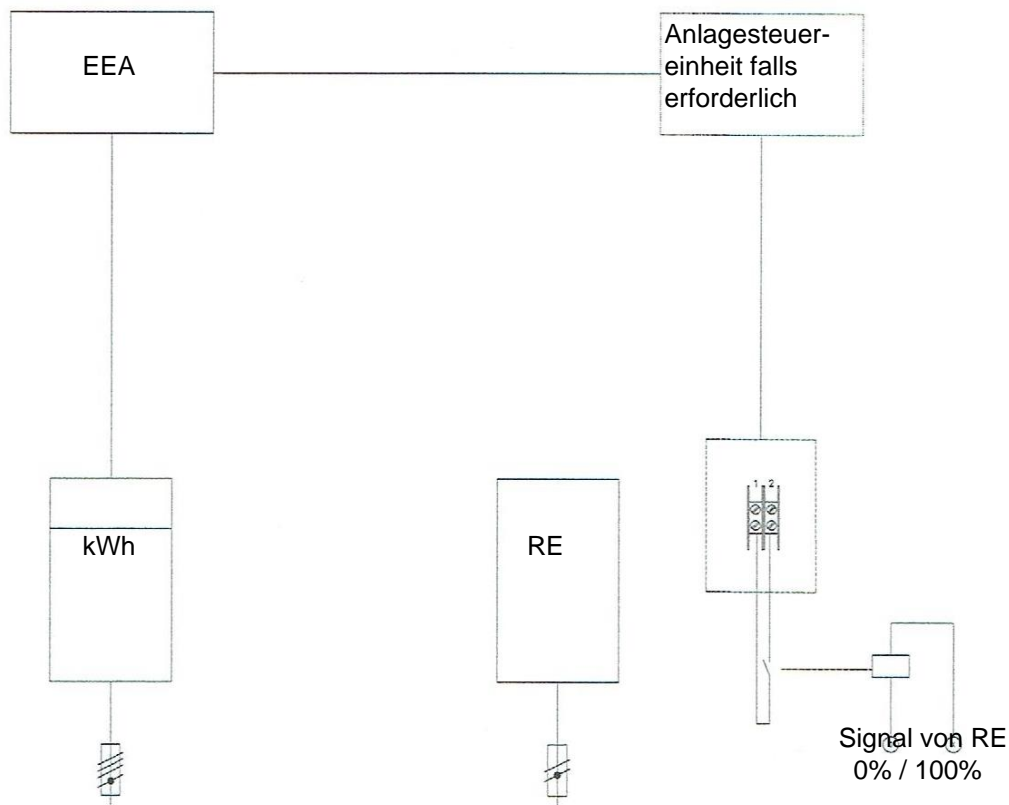 EEA
Anlagesteuer-
einheit falls
erforderlich
1 2
kWh
RE
Signal von RE
0% / 100%